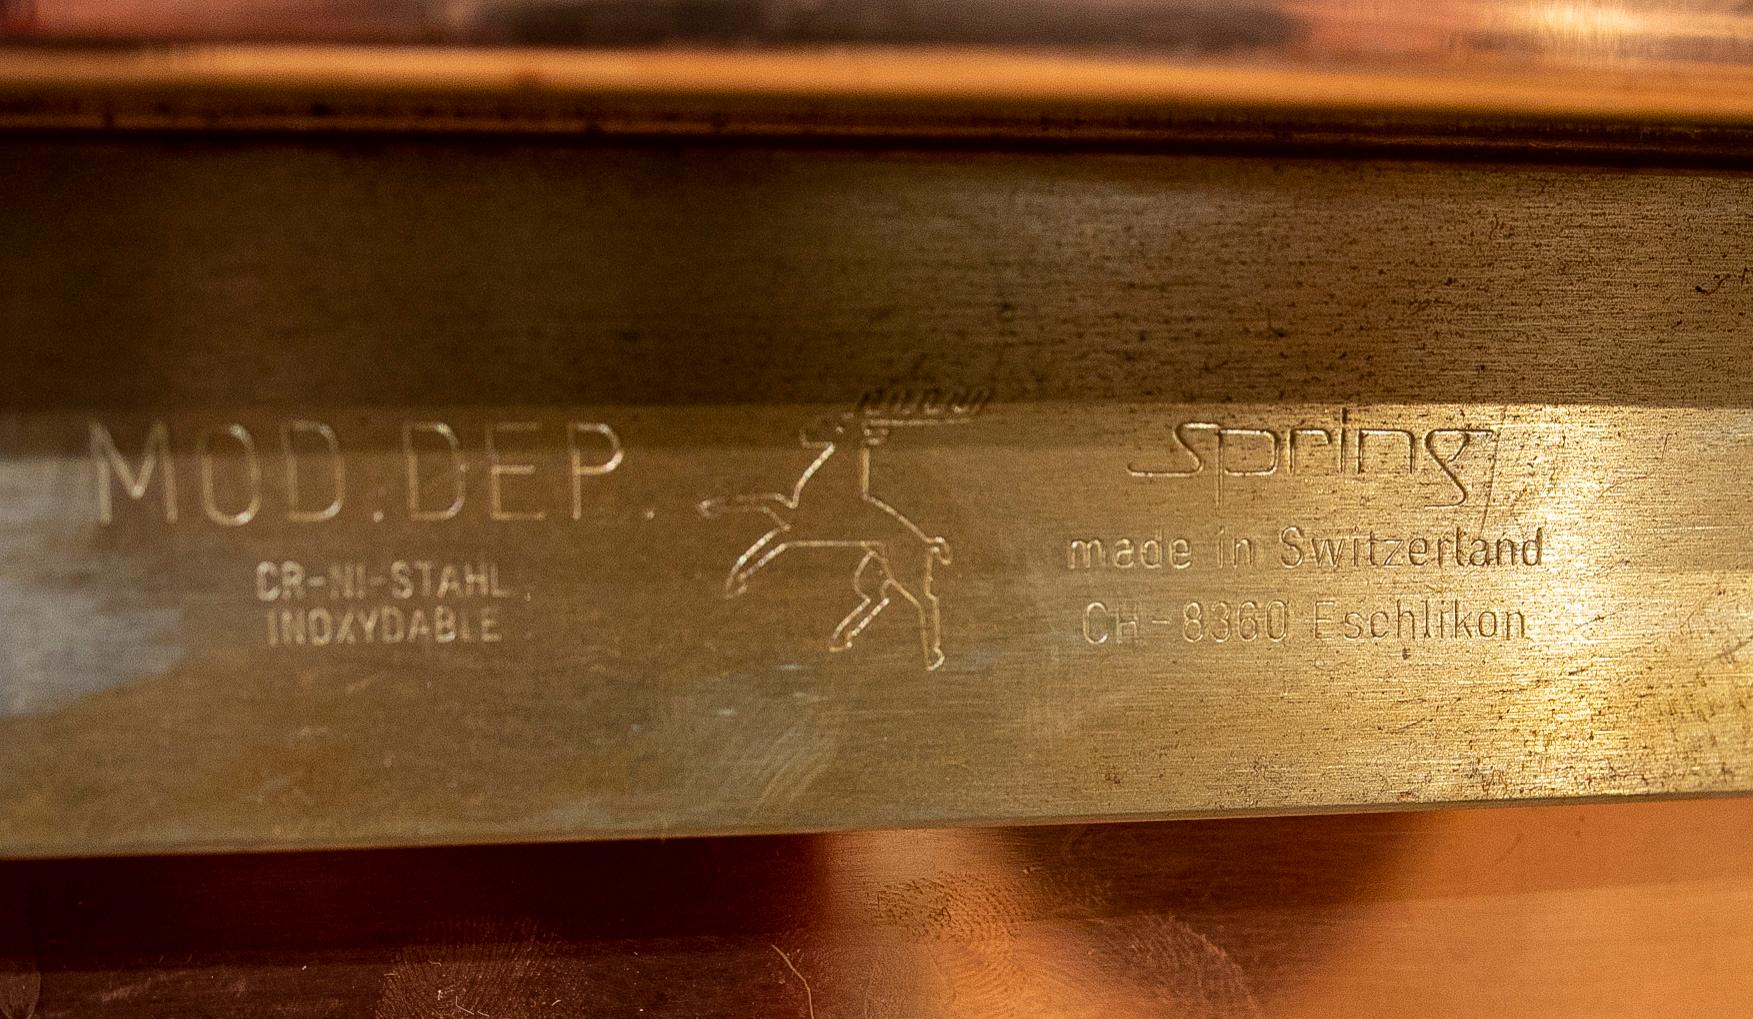 MOD.DEP.
CR-NI-STAHL
INOXYDABLE
spring
made in Switzerland
CH-8360 Eschlikon